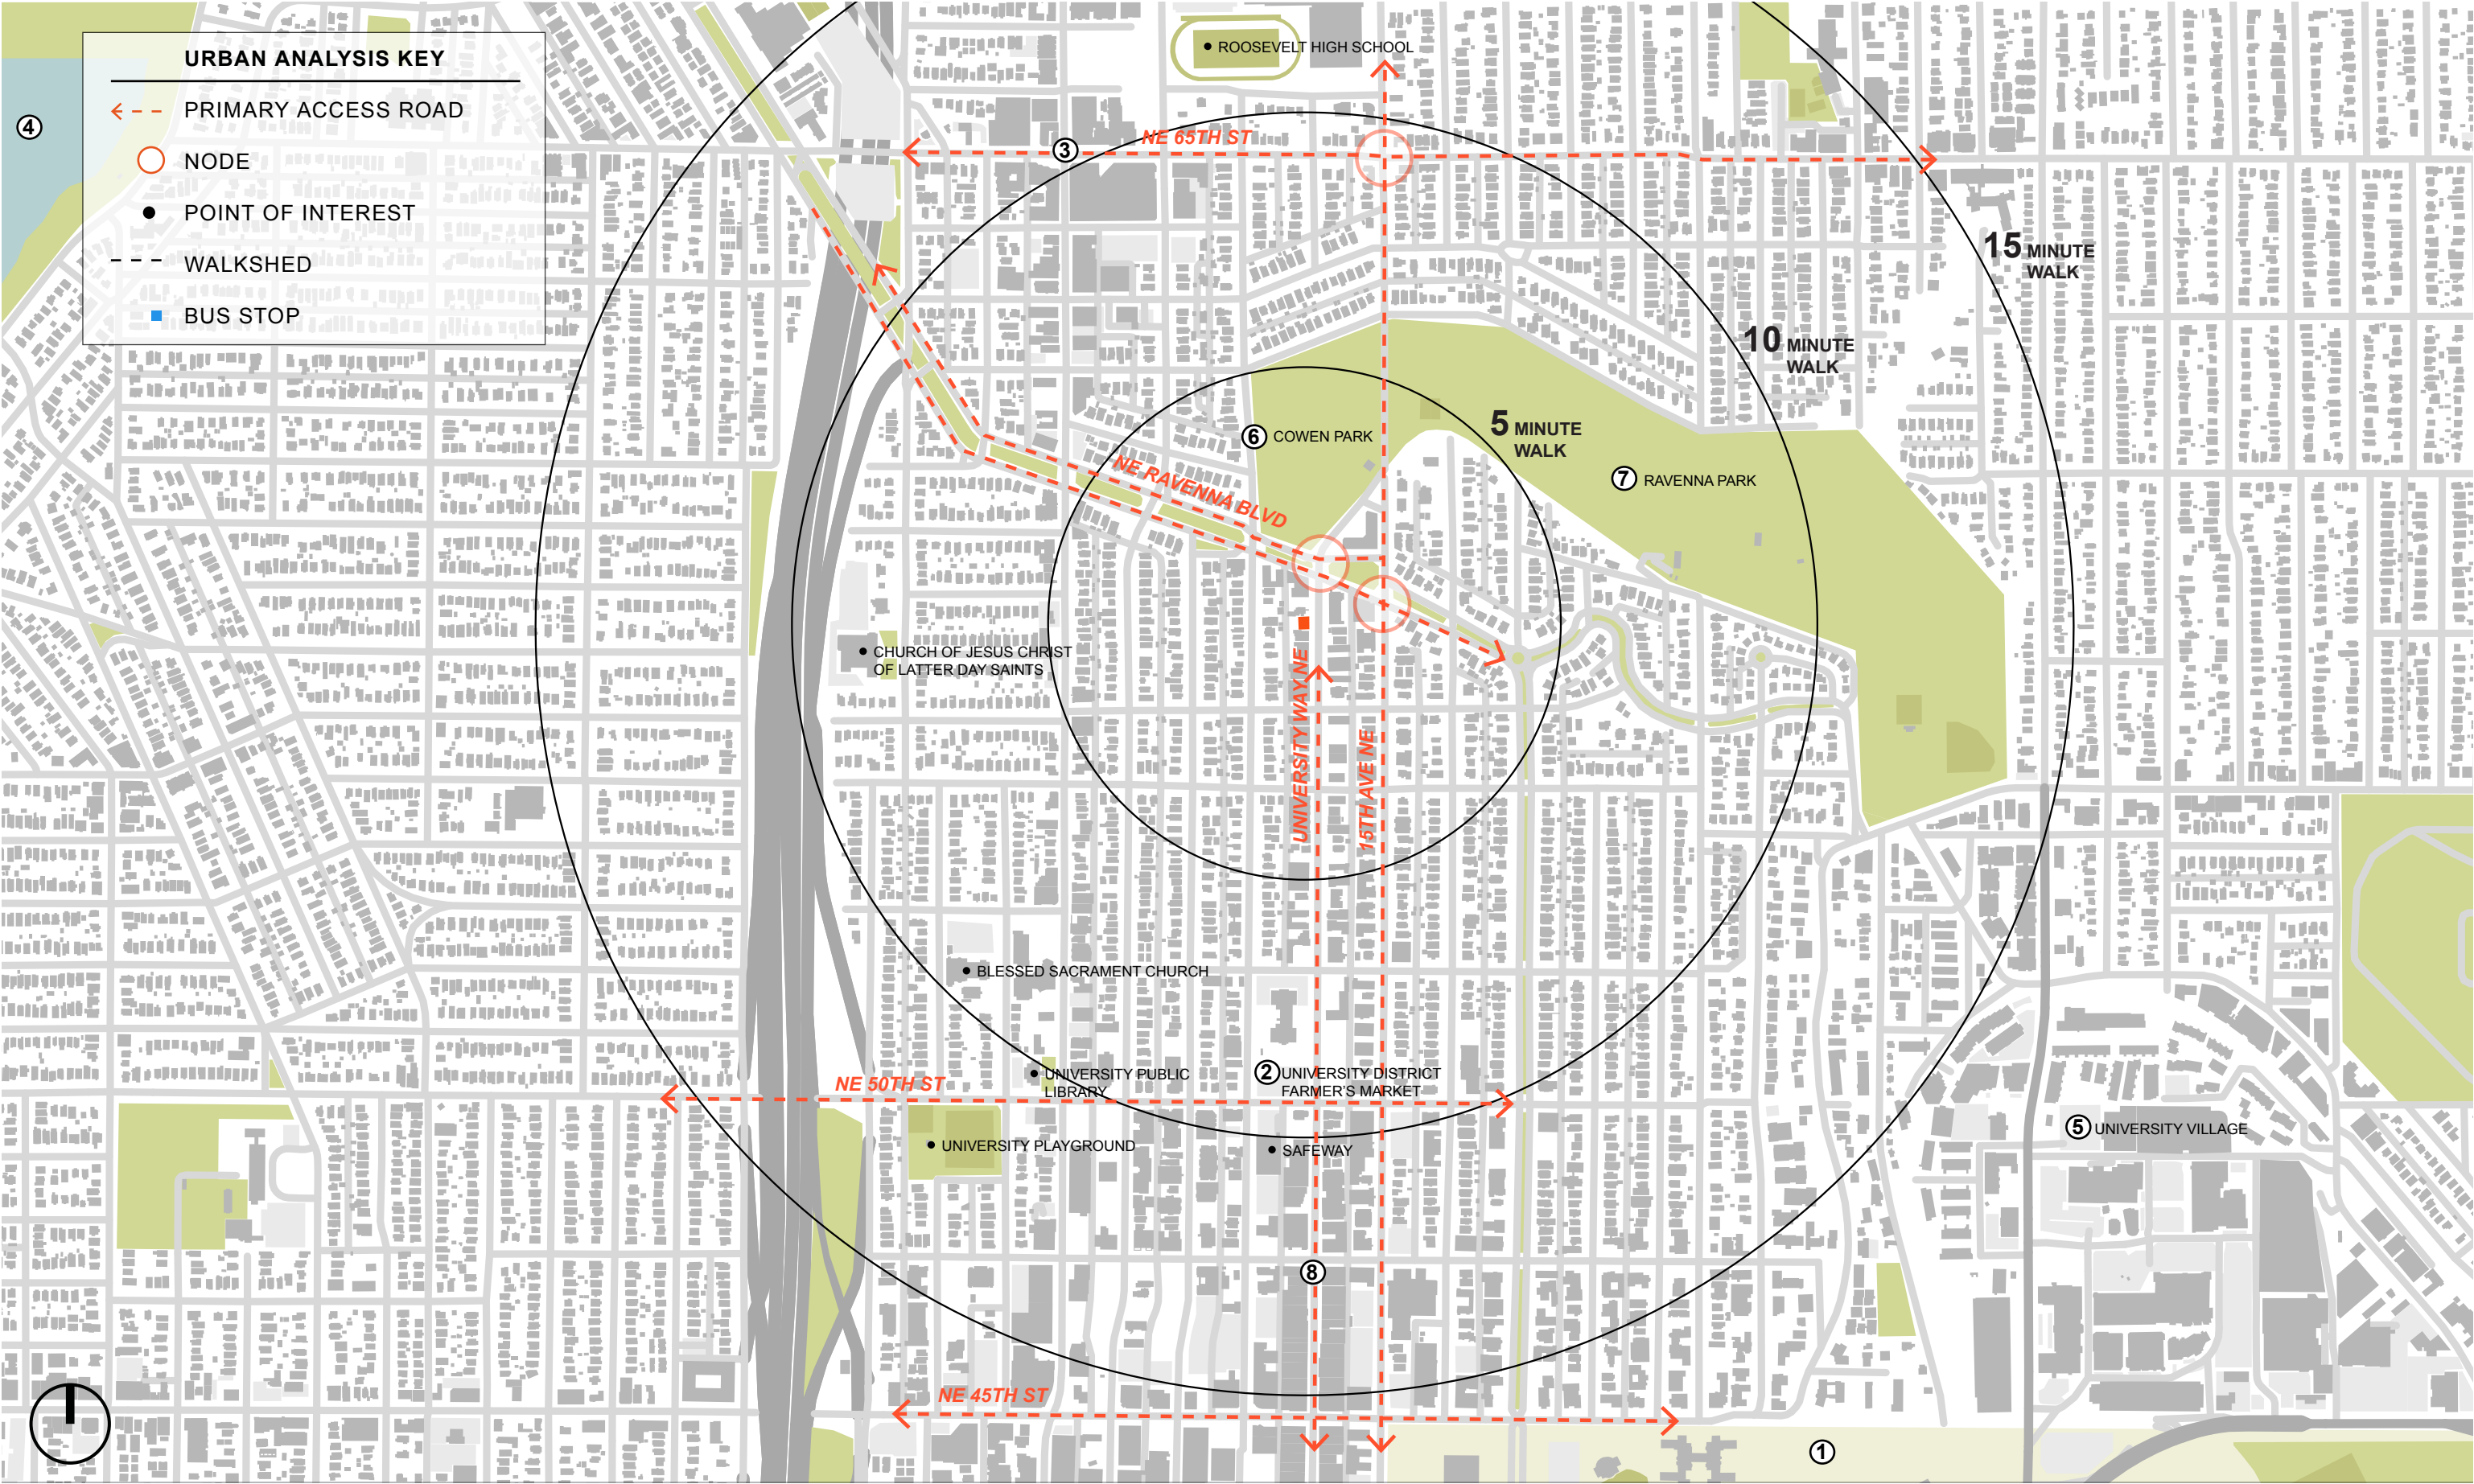 URBAN ANALYSIS KEY
PRIMARY ACCESS ROAD
NODE
POINT OF INTEREST
WALKSHED
BUS STOP
4
ROOSEVELT HIGH SCHOOL
3
NE 65TH ST
15 MINUTE
WALK
10 MINUTE
WALK
5 MINUTE
WALK
6 COWEN PARK
7 RAVENNA PARK
NE RAVENNA BLVD
CHURCH OF JESUS CHRIST
OF LATTER DAY SAINTS
UNIVERSITY WAY NE
15TH AVE NE
BLESSED SACRAMENT CHURCH
UNIVERSITY PUBLIC
LIBRARY
2 UNIVERSITY DISTRICT
FARMER'S MARKET
NE 50TH ST
5 UNIVERSITY VILLAGE
UNIVERSITY PLAYGROUND
SAFEWAY
8
NE 45TH ST
1